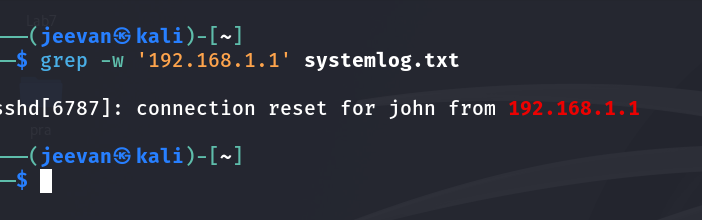 (jeevan㉿kali)-[~]
$ grep -w '192.168.1.1' systemlog.txt
sshd[6787]: connection reset for john from 192.168.1.1
(jeevan㉿kali)-[~]
$